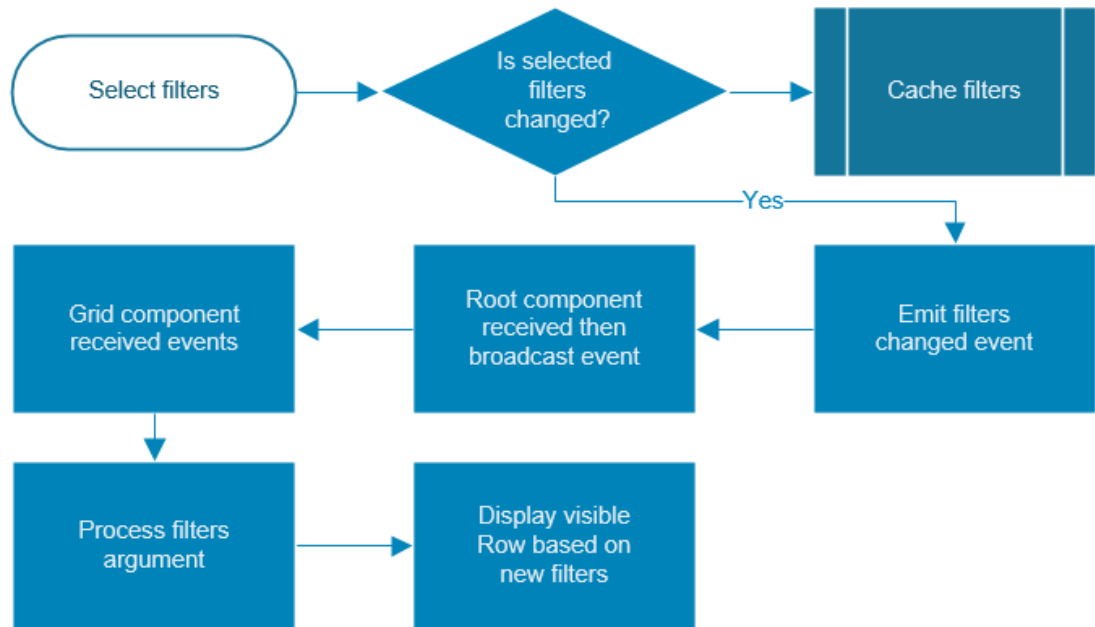 Select filters
Is selected
filters
changed?
Cache filters
Yes
Grid component
received events
Root component
received then
broadcast event
Emit filters
changed event
Process filters
argument
Display visible
Row based on
new filters